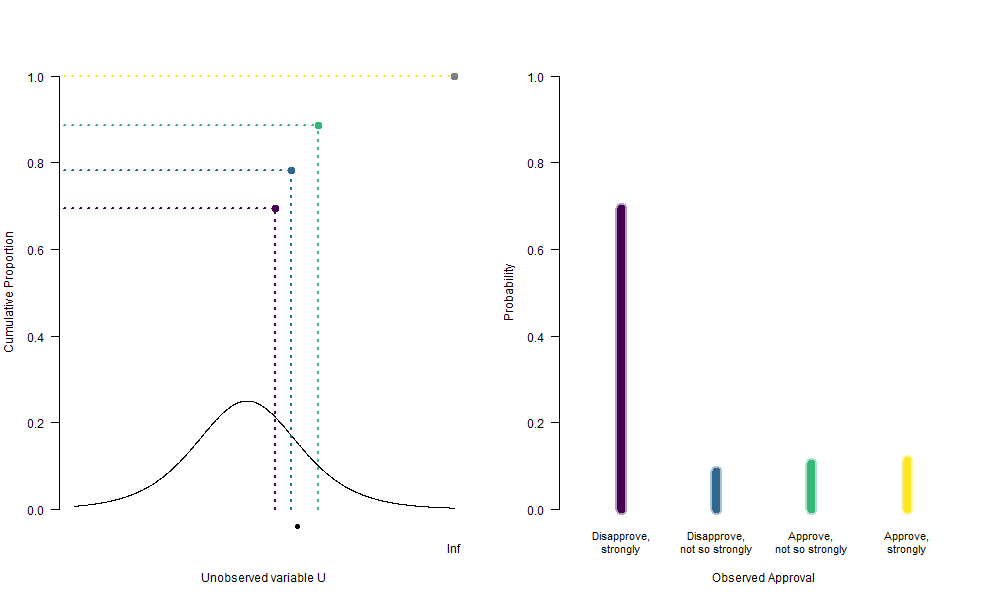 1.0
0.8
0.6
0.4
0.2
0.0
Cumulative Proportion
Inf
Unobserved variable U
1.0
0.8
0.6
0.4
0.2
0.0
Probability
Disapprove,
strongly
Disapprove,
not so strongly
Approve,
not so strongly
Approve,
strongly
Observed Approval